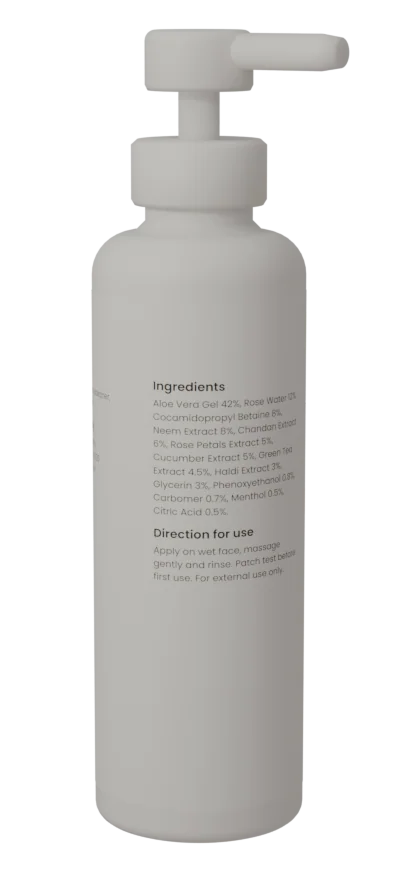 Ingredients
Aloe Vera Gel 42%, Rose Water 12%,
Cocamidopropyl Betaine 8%,
Neem Extract 8%, Chandan Extract
6%, Rose Petals Extract 5%,
Cucumber Extract 5%, Green Tea
Extract 4.5%, Haldi Extract 3%,
Glycerin 3%, Phenoxyethanol 0.8%,
Carbomer 0.7%, Menthol 0.5%,
Citric Acid 0.5%.
Direction for use
Apply on wet face, massage
gently and rinse. Patch test before
first use. For external use only.